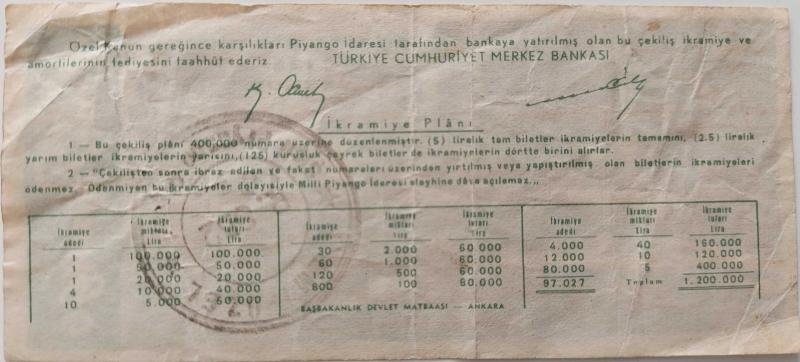 Özel Kanun gereğince karşılıkları Piyango İdaresi tarafından bankaya yatırılmış olan bu çekiliş ikramiye ve
amortilerinin tediyesini taahhüt ederiz TÜRKİYE CUMHURİYET MERKEZ BANKASI
İkramiye Plânı
1 — Bu çekiliş plânı 400,000 numara üzerine düzenlenmiştir. (5) liralık tam biletler ikramiyelerin tamamını, (2.5) liralık
yarım biletler ikramiyelerin yarısını, (125) kuruşluk çeyrek biletler de ikramiyelerin dörtte birini alırlar.
2 — "Çekilişten sonra ibraz edilen ve fakat numaraları üzerinden yırtılmış veya yapıştırılmış olan biletlerin ikramiyeleri
ödenmez. Ödenmiyen bu ikramiyeler dolayısiyle Milli Piyango İdaresi aleyhine dâva açılamaz.,,
İkramiye adedi İkramiye miktarı Lira İkramiye tutarı Lira İkramiye adedi İkramiye miktarı Lira İkramiye tutarı Lira İkramiye adedi İkramiye miktarı LİRA İkramiye tutarı LİRA
1 100.000 100.000 30 2.000 60.000 4.000 40 160.000
1 50.000 50.000 60 1.000 60.000 12.000 10 120.000
1 20.000 20.000 120 500 60.000 80.000 5 400.000
4 10.000 40.000 800 100 80.000 97.027 Toplam 1.200.000
10 5.000 50.000
BAŞBAKANLIK DEVLET MATBAASI — ANKARA